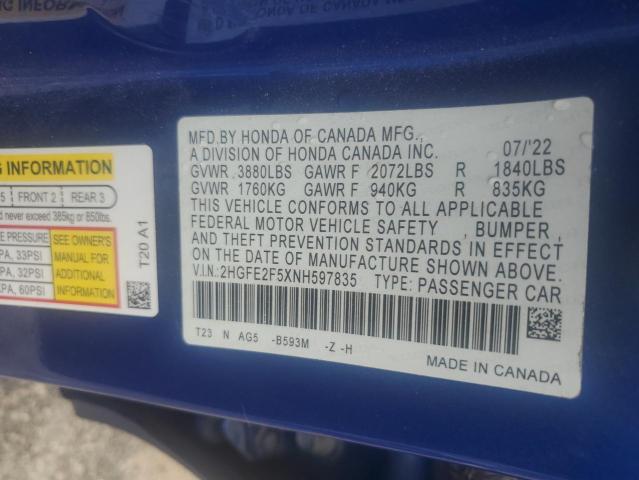 G INFORMATION
5 FRONT 2 REAR 3
d never exceed 385kg or 850lbs.
E PRESSURE SEE OWNER'S
PA, 33PSI MANUAL FOR
PA, 32PSI ADDITIONAL
KPA, 60PSI INFORMATION
T20 A1
MFD.BY HONDA OF CANADA MFG.,
A DIVISION OF HONDA CANADA INC. 07/'22
GVWR 3880LBS GAWR F 2072LBS R 1840LBS
GVWR 1760KG GAWR F 940KG R 835KG
THIS VEHICLE CONFORMS TO ALL APPLICABLE
FEDERAL MOTOR VEHICLE SAFETY , BUMPER ,
AND THEFT PREVENTION STANDARDS IN EFFECT
ON THE DATE OF MANUFACTURE SHOWN ABOVE.
V.I.N.:2HGFE2F5XNH597835 TYPE: PASSENGER CAR
T23 N AG5 -B593M -Z -H
MADE IN CANADA